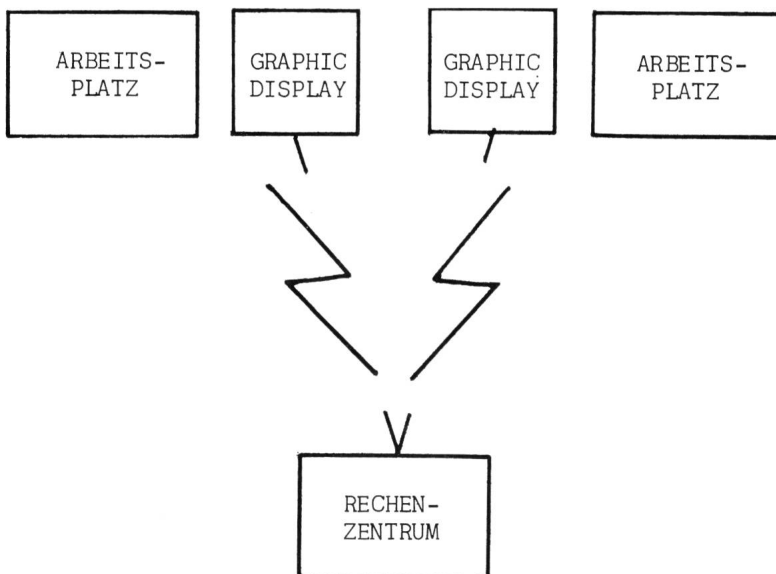 ARBEITS-
PLATZ
GRAPHIC
DISPLAY
GRAPHIC
DISPLAY
ARBEITS-
PLATZ
RECHEN-
ZENTRUM